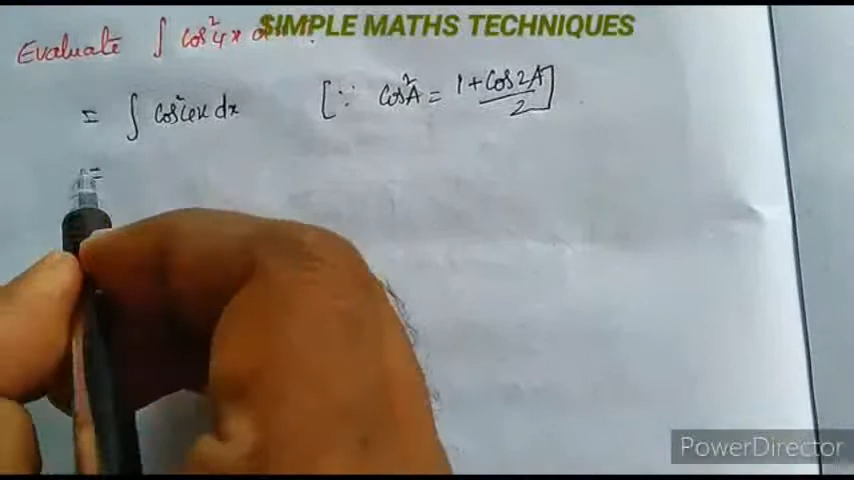 SIMPLE MATHS TECHNIQUES
Evaluate ∫ cos²4x
= ∫ cos²4x dx [∵ cos²A = 1+cos2A/2]
=
PowerDirector